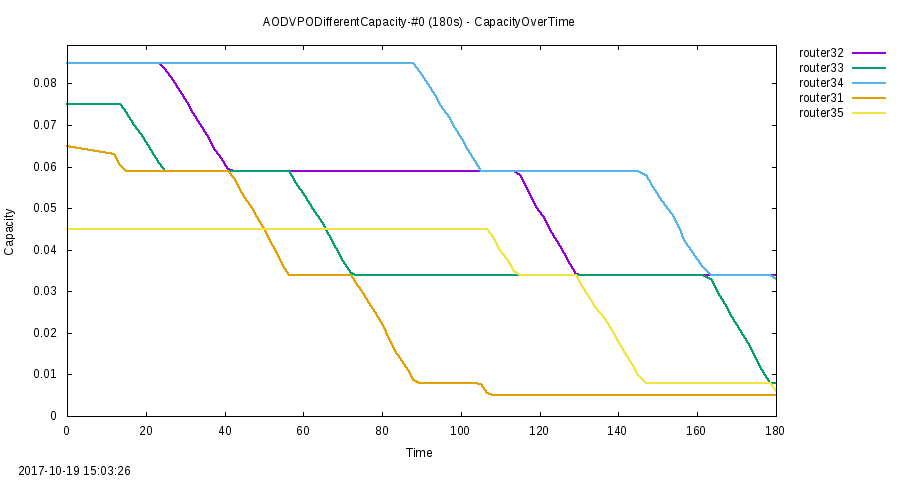 AODVPODifferentCapacity-#0 (180s) - CapacityOverTime
router32
router33
router34
router31
router35
0.08
0.07
0.06
0.05
0.04
0.03
0.02
0.01
0
Capacity
0 20 40 60 80 100 120 140 160 180
Time
2017-10-19 15:03:26